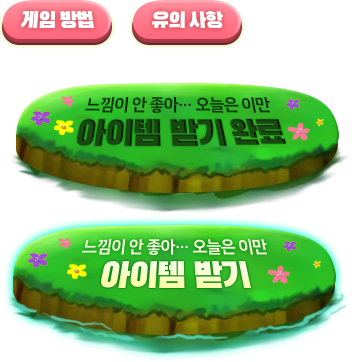 게임 방법 유의 사항
느낌이 안 좋아… 오늘은 이만
아이템 받기 완료
느낌이 안 좋아… 오늘은 이만
아이템 받기